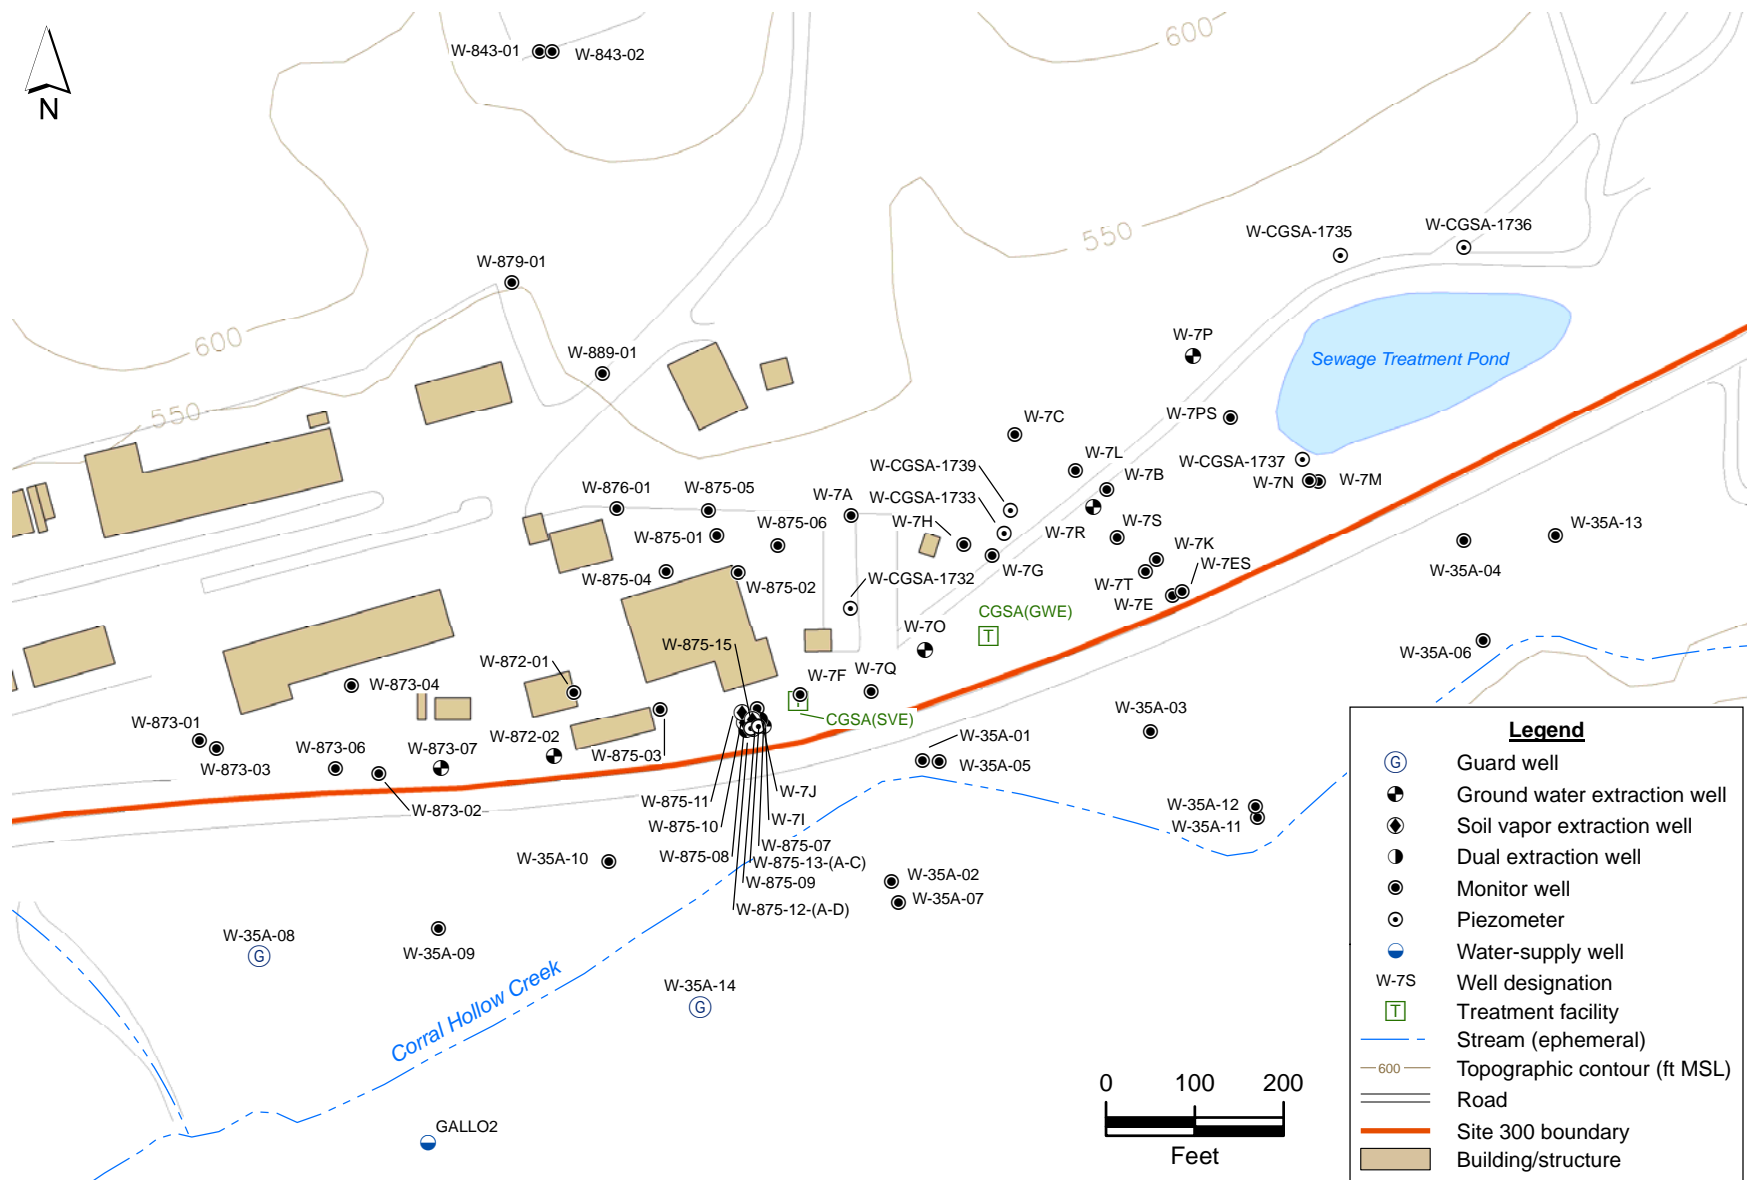 600
W-843-01
W-843-02
N
550
W-CGSA-1735
W-CGSA-1736
W-879-01
600
W-889-01
W-7P
Sewage Treatment Pond
550
W-7C
W-7PS
W-7L
W-CGSA-1739
W-CGSA-1737
W-7B
W-7N
W-7M
W-876-01
W-875-05
W-7A
W-CGSA-1733
W-875-06
W-7H
W-7R
W-7S
W-35A-13
W-875-01
W-7K
W-7G
W-7ES
W-875-04
W-875-02
W-CGSA-1732
W-7T
W-35A-04
W-7E
CGSA(GWE)
T
W-7O
W-875-15
W-35A-06
W-872-01
W-7F
W-7Q
W-873-04
T
CGSA(SVE)
W-35A-03
W-873-01
W-872-02
W-35A-01
W-873-06
W-873-07
W-875-03
W-873-03
W-35A-05
W-7J
W-875-11
W-873-02
W-35A-12
W-7I
W-875-10
W-35A-11
W-875-07
W-35A-10
W-875-08
W-875-13-(A-C)
W-875-09
W-35A-02
W-35A-07
W-875-12-(A-D)
W-35A-08
G
W-35A-09
W-35A-14
G
Corral Hollow Creek
GALLO2
0 100 200
Feet
Legend
G Guard well
Ground water extraction well
Soil vapor extraction well
Dual extraction well
Monitor well
Piezometer
Water-supply well
W-7S Well designation
T Treatment facility
Stream (ephemeral)
600 Topographic contour (ft MSL)
Road
Site 300 boundary
Building/structure